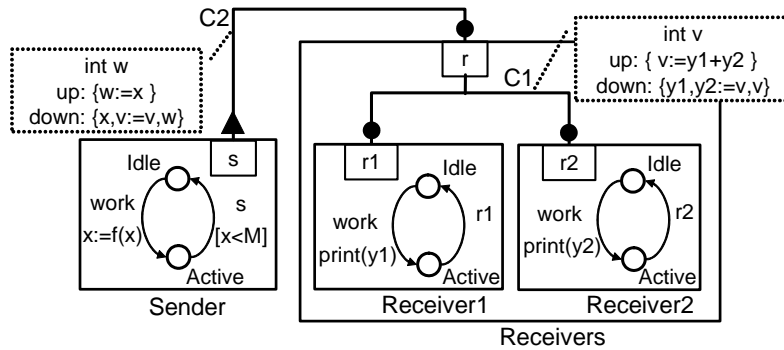 C2
int w
up: {w:=x }
down: {x,v:=v,w}
int v
up: { v:=y1+y2 }
down: {y1,y2:=v,v}
r
C1
s
r1
r2
Idle
work
x:=f(x)
s
[x<M]
Active
Idle
work
print(y1)
r1
Active
Idle
work
print(y2)
r2
Active
Sender
Receiver1
Receiver2
Receivers